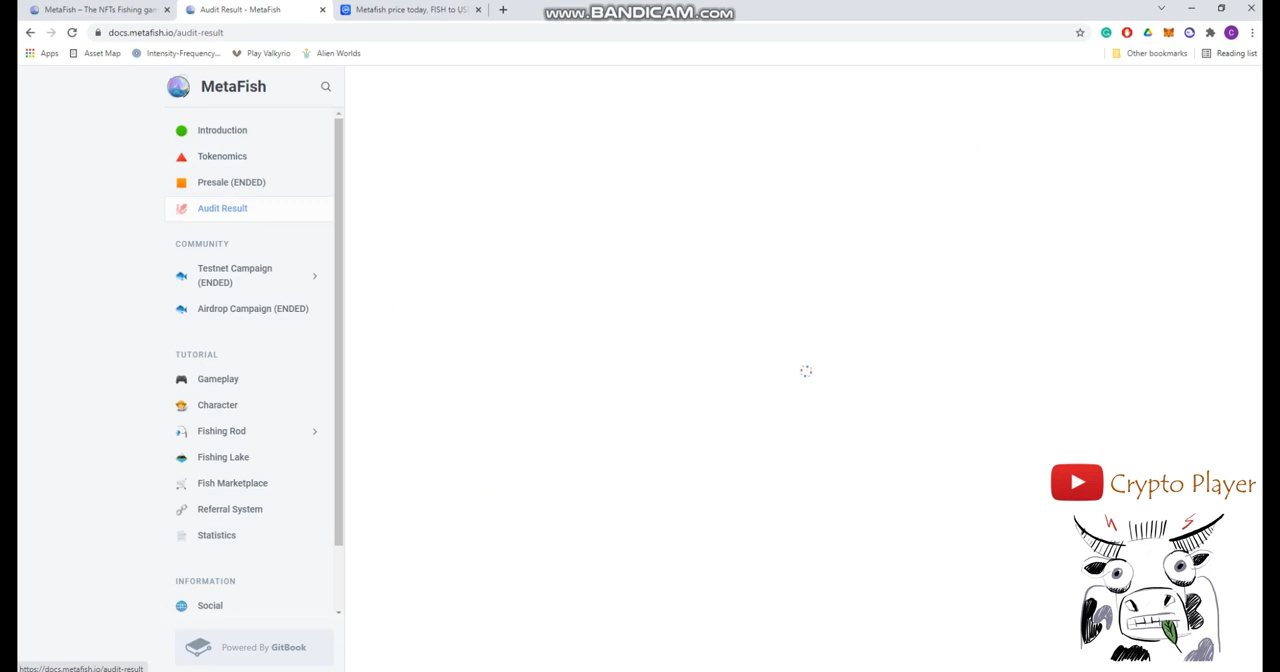 MetaFish – The NFTs Fishing gam
Audit Result - MetaFish
Metafish price today, FISH to US
www.BANDICAM.com
docs.metafish.io/audit-result
Apps
Asset Map
Intensity-Frequency...
Play Valkyrio
Alien Worlds
Other bookmarks
Reading list
MetaFish
Introduction
Tokenomics
Presale (ENDED)
Audit Result
COMMUNITY
Testnet Campaign
(ENDED)
Airdrop Campaign (ENDED)
TUTORIAL
Gameplay
Character
Fishing Rod
Fishing Lake
Fish Marketplace
Referral System
Statistics
INFORMATION
Social
Powered By GitBook
https://docs.metafish.io/audit-result
Crypto Player